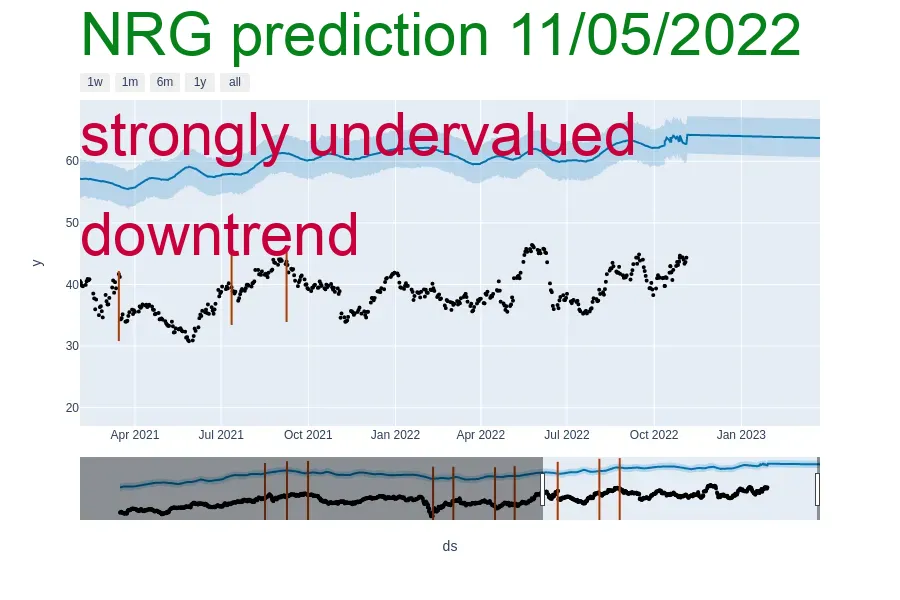 NRG prediction 11/05/2022
1w 1m 6m 1y all
strongly undervalued
60
50
downtrend
y
40
30
20
Apr 2021 Jul 2021 Oct 2021 Jan 2022 Apr 2022 Jul 2022 Oct 2022 Jan 2023
ds